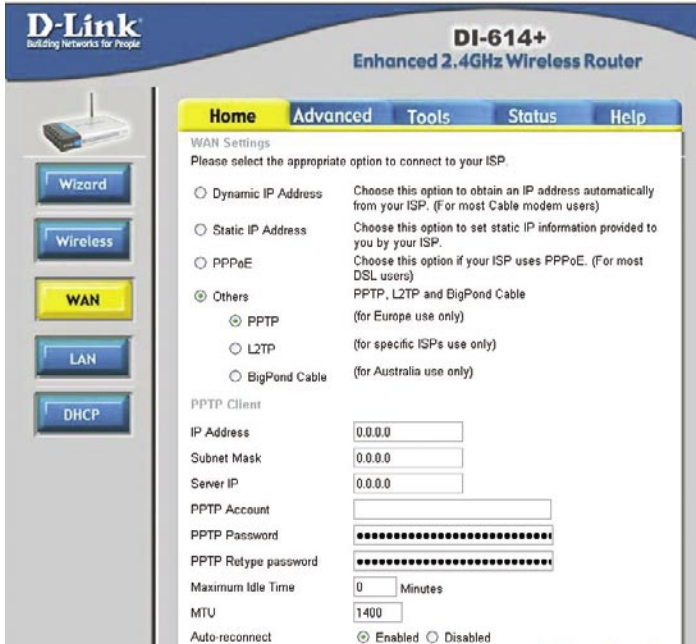 D-Link
Building Networks for People
DI-614+
Enhanced 2.4GHz Wireless Router
Home Advanced Tools Status Help
Wizard
Wireless
WAN
LAN
DHCP
WAN Settings
Please select the appropriate option to connect to your ISP.
Dynamic IP Address Choose this option to obtain an IP address automatically
from your ISP. (For most Cable modem users)
Static IP Address Choose this option to set static IP information provided to
you by your ISP.
PPPoE Choose this option if your ISP uses PPPoE. (For most
DSL users)
Others PPTP, L2TP and BigPond Cable
PPTP (for Europe use only)
L2TP (for specific ISPs use only)
BigPond Cable (for Australia use only)
PPTP Client
IP Address 0.0.0.0
Subnet Mask 0.0.0.0
Server IP 0.0.0.0
PPTP Account
PPTP Password
PPTP Retype password
Maximum Idle Time 0 Minutes
MTU 1400
Auto-reconnect Enabled Disabled